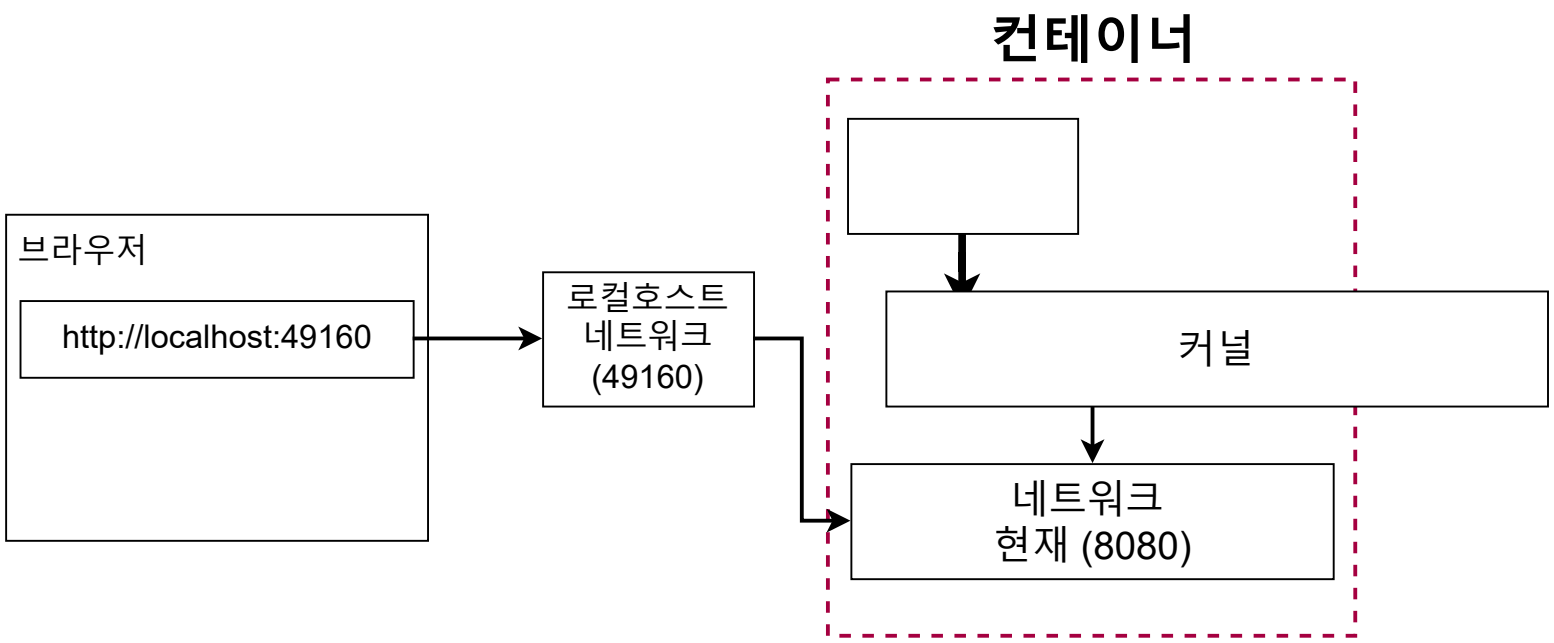 컨테이너
브라우저
http://localhost:49160
로컬호스트
네트워크
(49160)
커널
네트워크
현재 (8080)